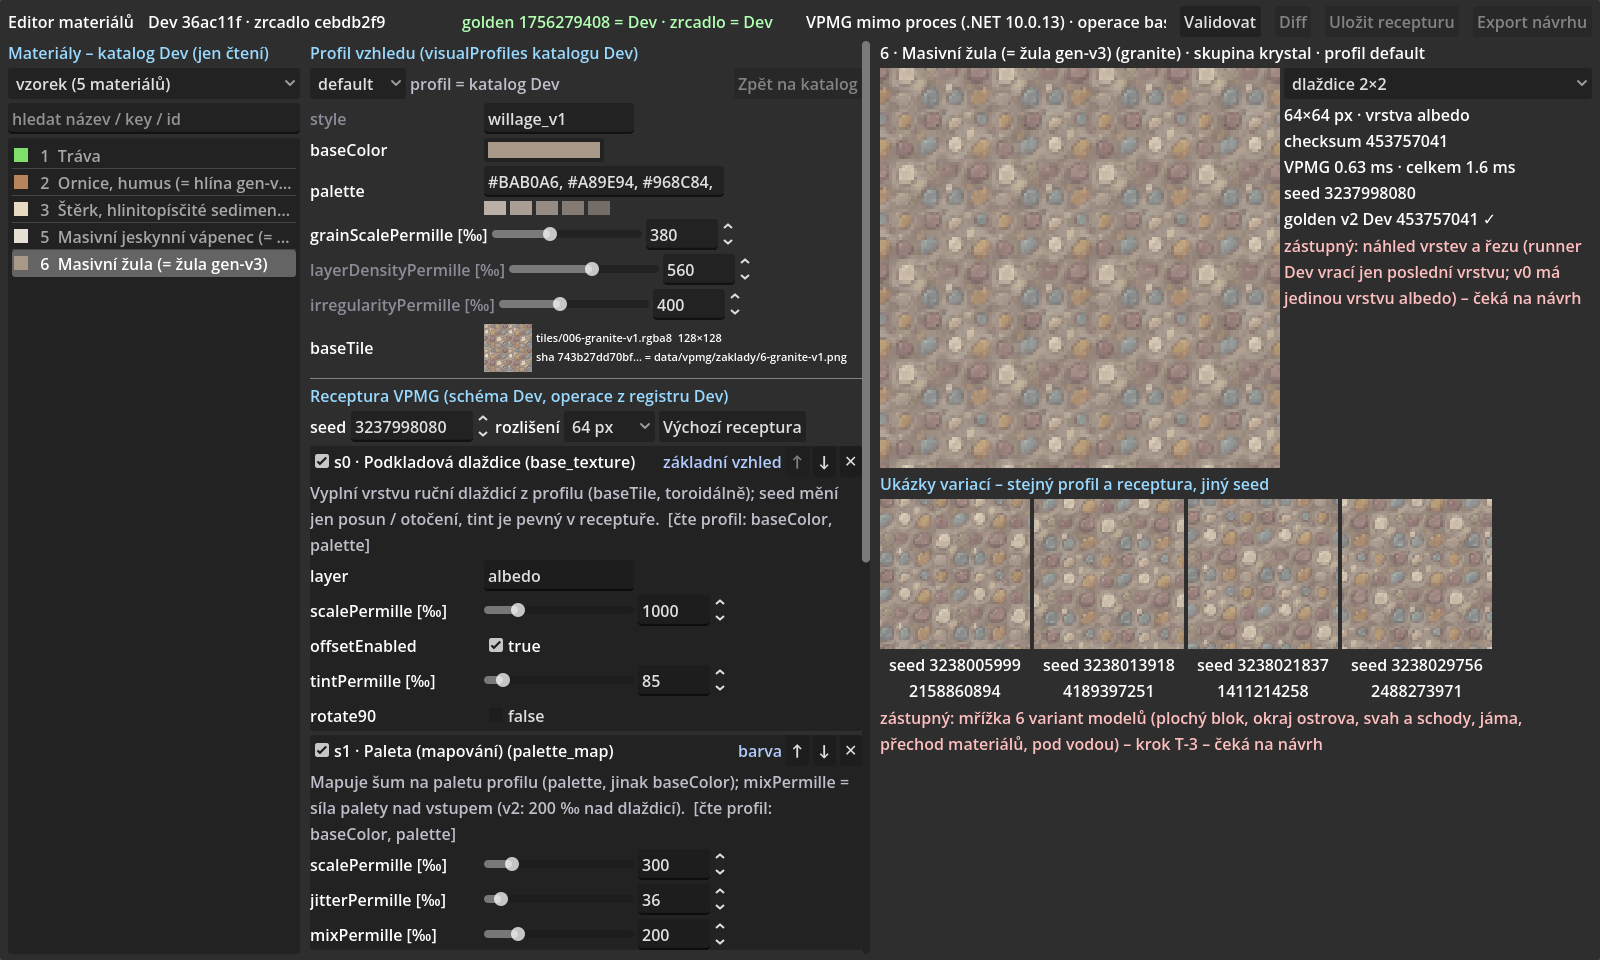 Editor materiálů Dev 36ac11f · zrcadlo cebdb2f9 golden 1756279408 = Dev · zrcadlo = Dev VPMG mimo proces (.NET 10.0.13) · operace Validovat Diff Uložit recepturu Export návrhu
Materiály – katalog Dev (jen čtení)
vzorek (5 materiálů)
hledat název / key / id
1 Tráva
2 Ornice, humus (= hlína gen-v...
3 Štěrk, hlinitopísčité sedimen...
5 Masivní jeskynní vápenec (= ...
6 Masivní žula (= žula gen-v3)
Profil vzhledu (visualProfiles katalogu Dev)
default profil = katalog Dev Zpět na katalog
style willage_v1
baseColor
palette #BAB0A6, #A89E94, #968C84,
grainScalePermille [‰] 380
layerDensityPermille [‰] 560
irregularityPermille [‰] 400
baseTile tiles/006-granite-v1.rgba8 128×128
sha 743b27dd70bf... = data/vpmg/zaklady/6-granite-v1.png
Receptura VPMG (schéma Dev, operace z registru Dev)
seed 3237998080 rozlišení 64 px Výchozí receptura
s0 · Podkladová dlaždice (base_texture) základní vzhled ↑ ↓ ×
Vyplní vrstvu ruční dlaždicí z profilu (baseTile, toroidálně); seed mění
jen posun / otočení, tint je pevný v receptuře. [čte profil: baseColor,
palette]
layer albedo
scalePermille [‰] 1000
offsetEnabled true
tintPermille [‰] 85
rotate90 false
s1 · Paleta (mapování) (palette_map) barva ↑ ↓ ×
Mapuje šum na paletu profilu (palette, jinak baseColor); mixPermille =
síla palety nad vstupem (v2: 200 ‰ nad dlaždicí). [čte profil:
baseColor, palette]
scalePermille [‰] 300
jitterPermille [‰] 36
mixPermille [‰] 200
6 · Masivní žula (= žula gen-v3) (granite) · skupina krystal · profil default
dlaždice 2×2
64×64 px · vrstva albedo
checksum 453757041
VPMG 0.63 ms · celkem 1.6 ms
seed 3237998080
golden v2 Dev 453757041 ✓
zástupný: náhled vrstev a řezu (runner
Dev vrací jen poslední vrstvu; v0 má
jedinou vrstvu albedo) – čeká na návrh
Ukázky variací – stejný profil a receptura, jiný seed
seed 3238005999 seed 3238013918 seed 3238021837 seed 3238029756
2158860894 4189397251 1411214258 2488273971
zástupný: mřížka 6 variant modelů (plochý blok, okraj ostrova, svah a schody, jáma,
přechod materiálů, pod vodou) – krok T-3 – čeká na návrh